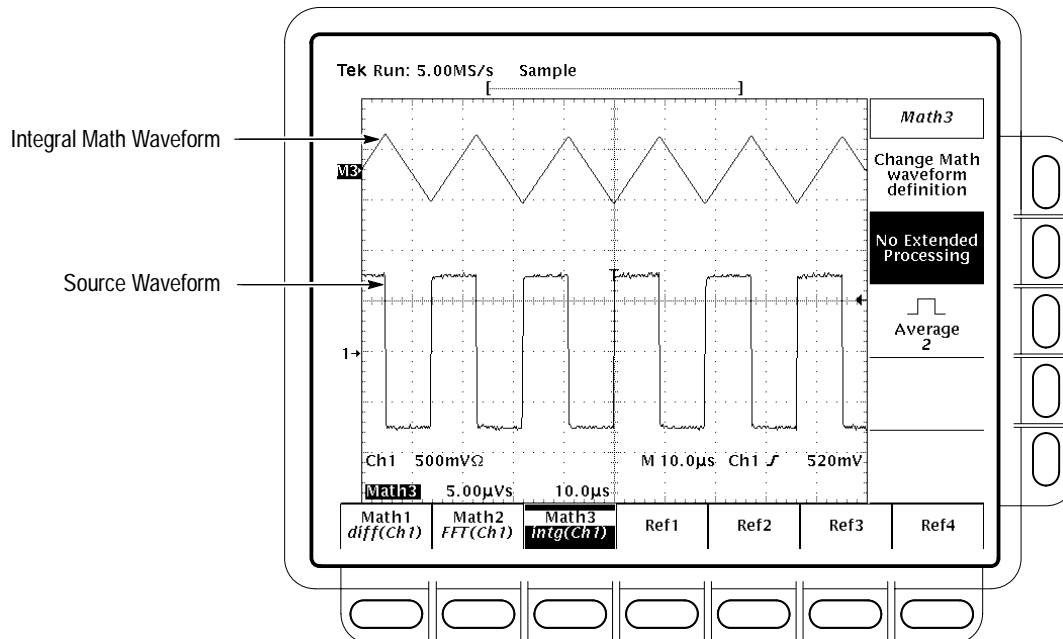 Tek Run: 5.00MS/s Sample
[ ]
Integral Math Waveform
Math3
M3
Change Math
waveform
definition
No Extended
Processing
Source Waveform
T
Average
2
1
Ch1 500mVΩ M 10.0µs Ch1 520mV
Math3 5.00µVs 10.0µs
Math1
diff(Ch1)
Math2
FFT(Ch1)
Math3
intg(Ch1)
Ref1
Ref2
Ref3
Ref4